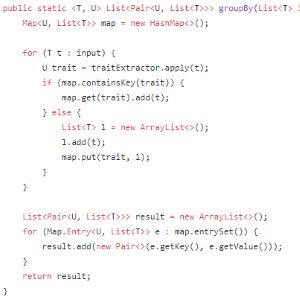 public static <T, U> List<Pair<U, List<T>>> groupBy(List<T>
Map<U, List<T>> map = new HashMap<>();
for (T t : input) {
U trait = traitExtractor.apply(t);
if (map.containsKey(trait)) {
map.get(trait).add(t);
} else {
List<T> l = new ArrayList<>();
l.add(t);
map.put(trait, l);
}
}
List<Pair<U, List<T>>> result = new ArrayList<>();
for (Map.Entry<U, List<T>> e : map.entrySet()) {
result.add(new Pair<>(e.getKey(), e.getValue()));
}
return result;
}